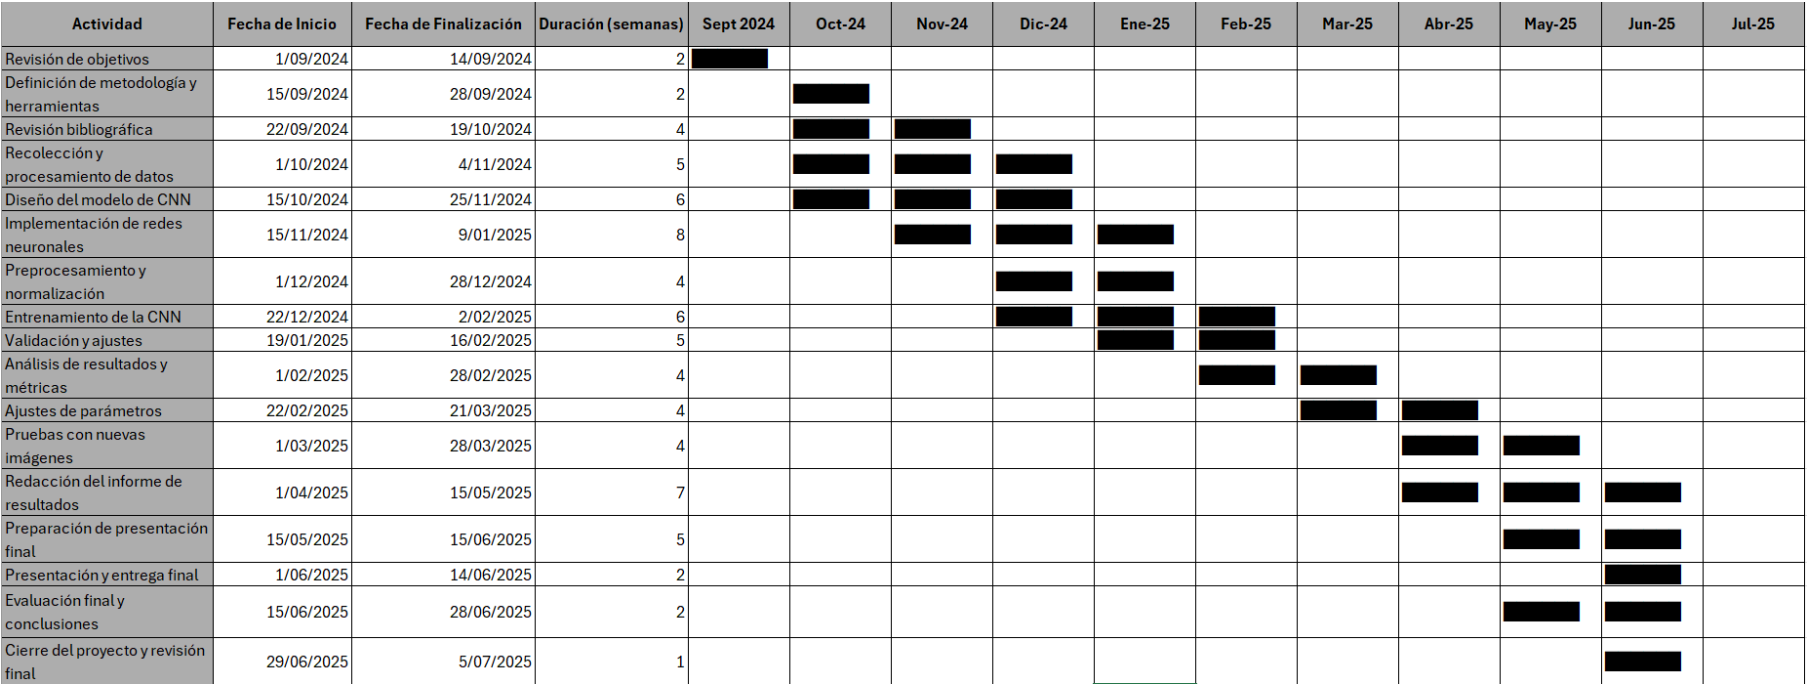 Actividad Fecha de Inicio Fecha de Finalización Duración (semanas) Sept 2024 Oct-24 Nov-24 Dic-24 Ene-25 Feb-25 Mar-25 Abr-25 May-25 Jun-25 Jul-25
Revisión de objetivos 1/09/2024 14/09/2024 2
Definición de metodología y
herramientas 15/09/2024 28/09/2024 2
Revisión bibliográfica 22/09/2024 19/10/2024 4
Recolección y
procesamiento de datos 1/10/2024 4/11/2024 5
Diseño del modelo de CNN 15/10/2024 25/11/2024 6
Implementación de redes
neuronales 15/11/2024 9/01/2025 8
Preprocesamiento y
normalización 1/12/2024 28/12/2024 4
Entrenamiento de la CNN 22/12/2024 2/02/2025 6
Validación y ajustes 19/01/2025 16/02/2025 5
Análisis de resultados y
métricas 1/02/2025 28/02/2025 4
Ajustes de parámetros 22/02/2025 21/03/2025 4
Pruebas con nuevas
imágenes 1/03/2025 28/03/2025 4
Redacción del informe de
resultados 1/04/2025 15/05/2025 7
Preparación de presentación
final 15/05/2025 15/06/2025 5
Presentación y entrega final 1/06/2025 14/06/2025 2
Evaluación final y
conclusiones 15/06/2025 28/06/2025 2
Cierre del proyecto y revisión
final 29/06/2025 5/07/2025 1